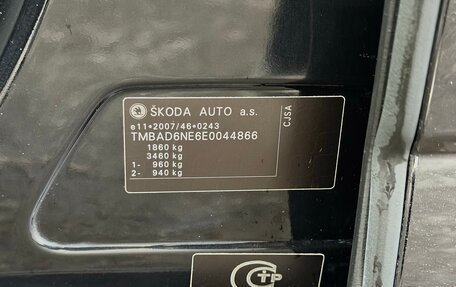 ŠKODA AUTO a.s.
e11*2007/46*0243
TMBAD6NE6E0044866
1860 kg
3460 kg
1- 960 kg
2- 940 kg
CJSA